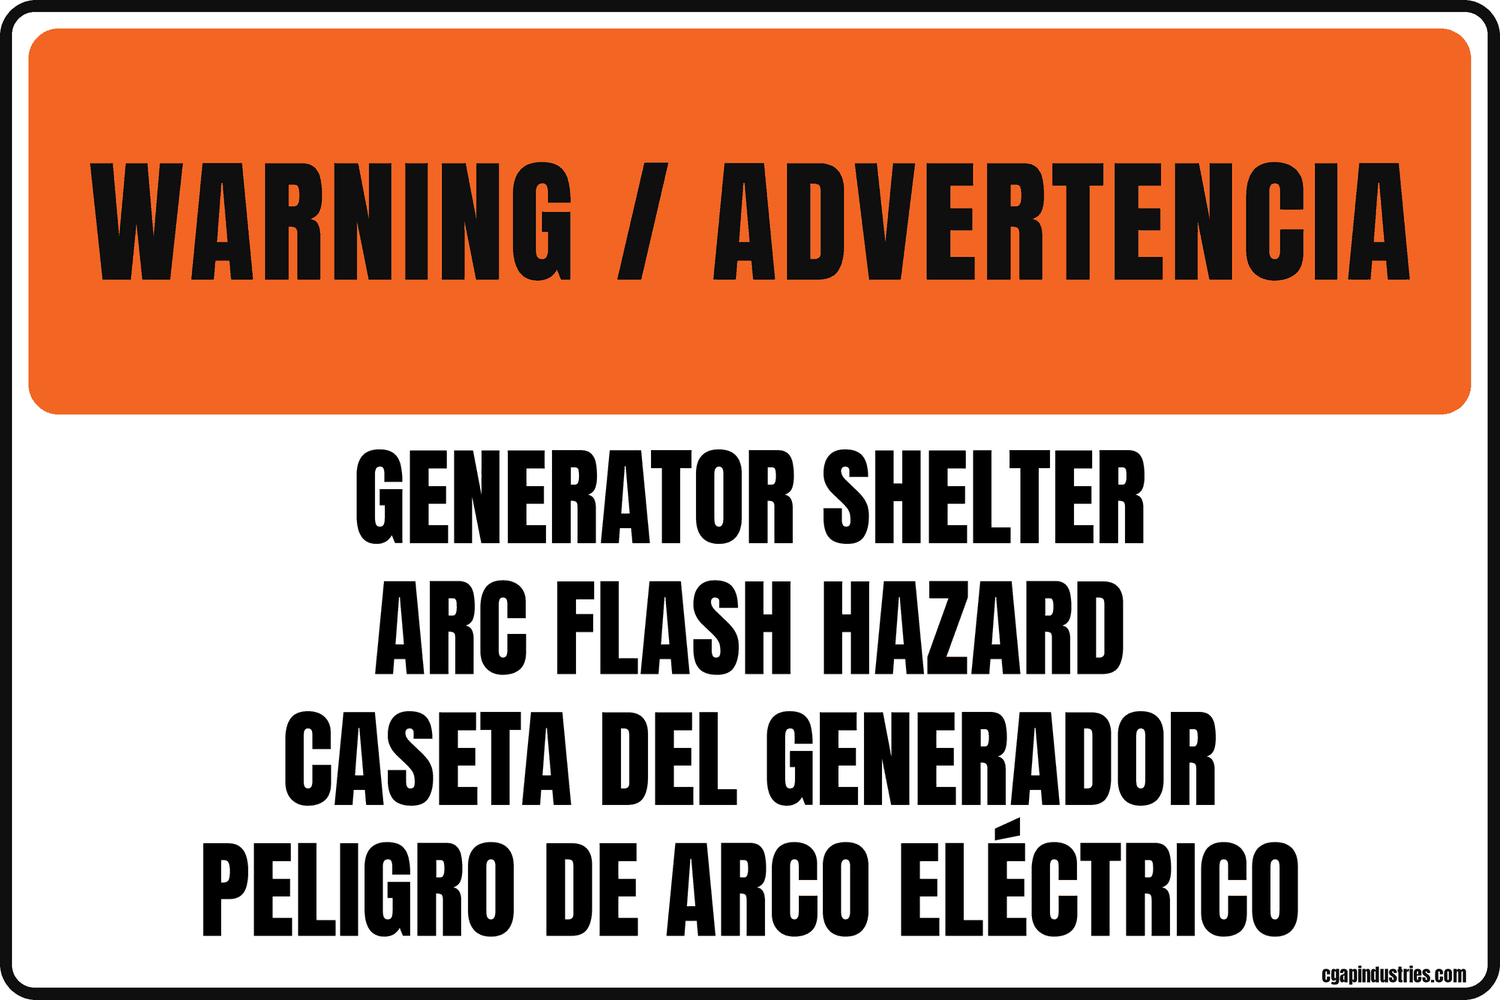 WARNING / ADVERTENCIA
GENERATOR SHELTER
ARC FLASH HAZARD
CASETA DEL GENERADOR
PELIGRO DE ARCO ELÉCTRICO
cgapindustries.com